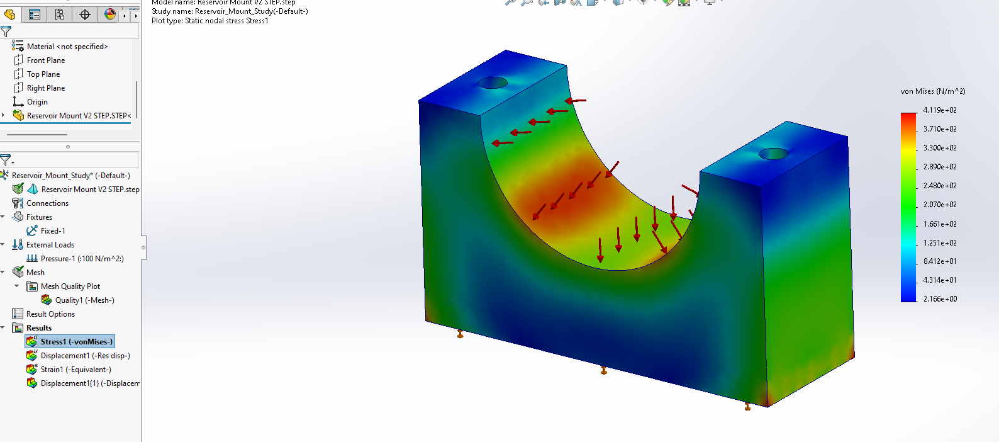 Model name: Reservoir Mount V2 STEP.step
Study name: Reservoir_Mount_Study(-Default-)
Plot type: Static nodal stress Stress1
Material <not specified>
Front Plane
Top Plane
Right Plane
Origin
Reservoir Mount V2 STEP.STEP<
Reservoir_Mount_Study* (-Default-)
Reservoir Mount V2 STEP.step
Connections
Fixtures
Fixed-1
External Loads
Pressure-1 (:100 N/m^2:)
Mesh
Mesh Quality Plot
Quality1 (-Mesh-)
Result Options
Results
Stress1 (-vonMises-)
Displacement1 (-Res disp-)
Strain1 (-Equivalent-)
Displacement1{1} (-Displacem
von Mises (N/m^2)
4.119e+02
3.710e+02
3.300e+02
2.890e+02
2.480e+02
2.070e+02
1.661e+02
1.251e+02
8.412e+01
4.314e+01
2.166e+00